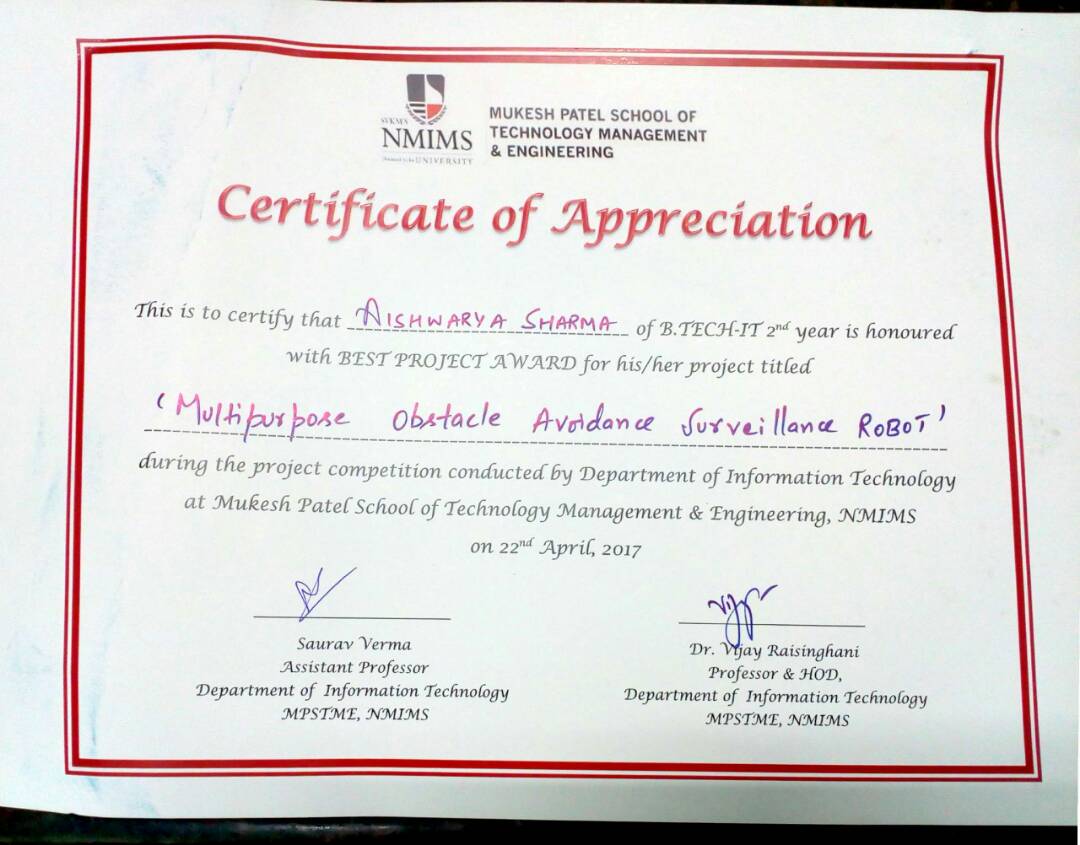 SVKM'S
NMIMS
Deemed to be UNIVERSITY
MUKESH PATEL SCHOOL OF
TECHNOLOGY MANAGEMENT
& ENGINEERING
Certificate of Appreciation
This is to certify that AISHWARYA SHARMA of B.TECH-IT 2nd year is honoured
with BEST PROJECT AWARD for his/her project titled
'Multipurpose Obstacle Avoidance Surveillance ROBOT'
during the project competition conducted by Department of Information Technology
at Mukesh Patel School of Technology Management & Engineering, NMIMS
on 22nd April, 2017
Saurav Verma
Assistant Professor
Department of Information Technology
MPSTME, NMIMS
Dr. Vijay Raisinghani
Professor & HOD,
Department of Information Technology
MPSTME, NMIMS